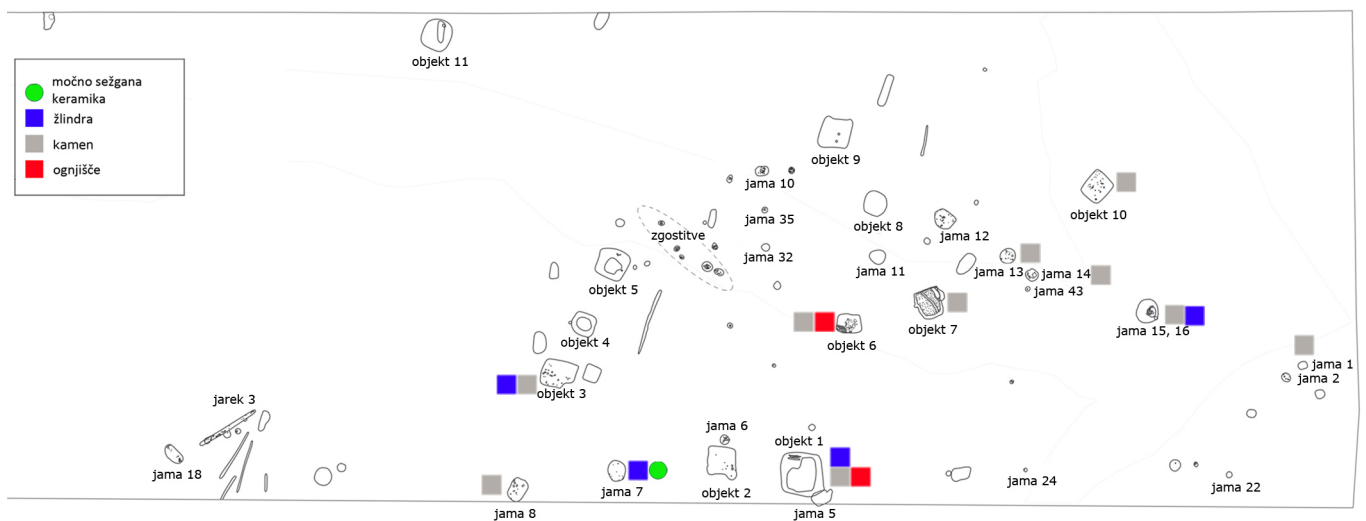 objekt 11
močno sežgana
keramika
žlindra
kamen
ognjišče
objekt 9
jama 10
objekt 10
jama 35
objekt 8
zgostitve
jama 12
jama 32
jama 11
jama 13
jama 14
objekt 5
jama 43
objekt 7
jama 15, 16
objekt 4
objekt 6
jama 1
jama 2
objekt 3
jarek 3
jama 6
objekt 1
jama 18
jama 7
objekt 2
jama 24
jama 22
jama 8
jama 5